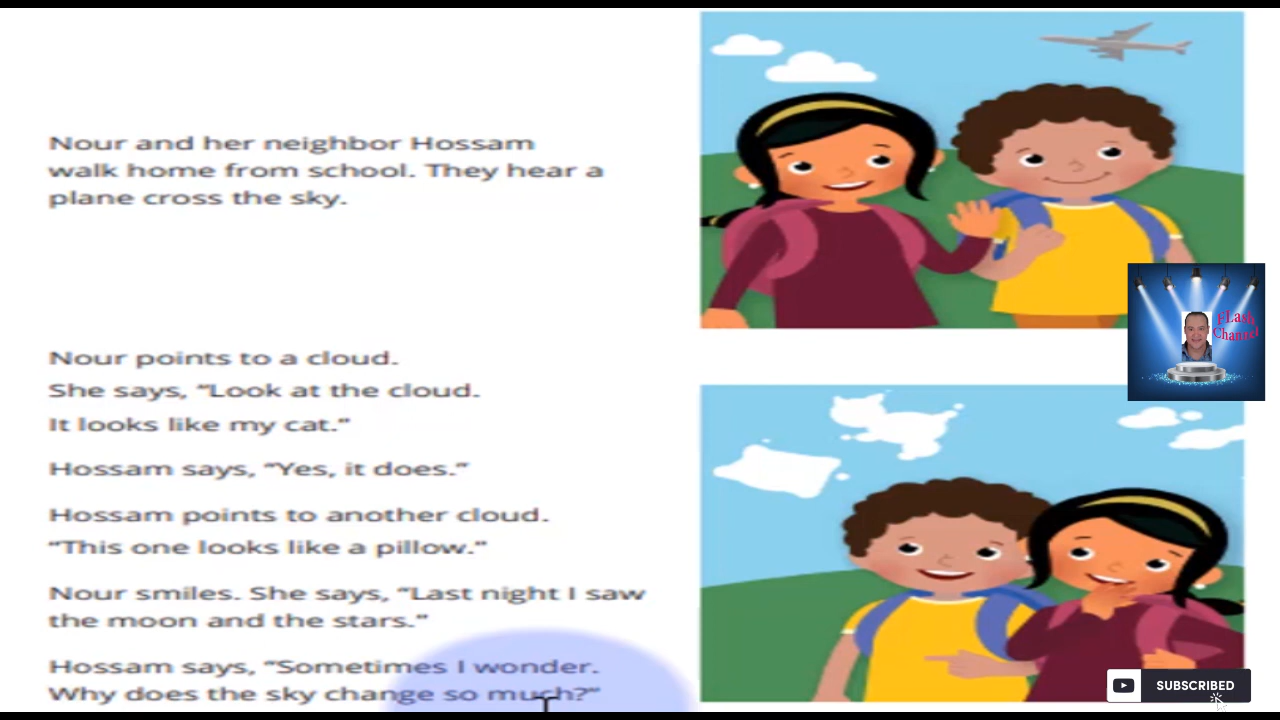 Nour and her neighbor Hossam
walk home from school. They hear a
plane cross the sky.
Nour points to a cloud.
She says, “Look at the cloud.
It looks like my cat.”
Hossam says, “Yes, it does.”
Hossam points to another cloud.
“This one looks like a pillow.”
Nour smiles. She says, “Last night I saw
the moon and the stars.”
Hossam says, “Sometimes I wonder.
Why does the sky change so much?”
FLash
Channel
SUBSCRIBED